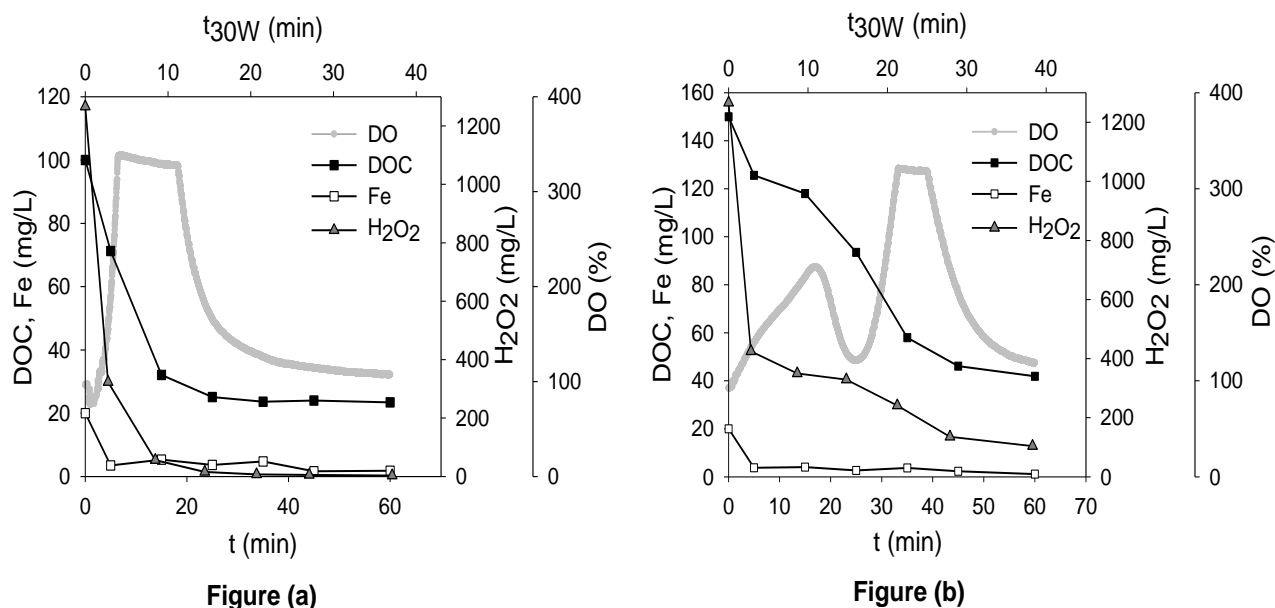 t30W (min)
0 10 20 30 40
120
100
80
60
40
20
0
DOC, Fe (mg/L)
DO
DOC
Fe
H2O2
1200
1000
800
600
400
200
0
H2O2 (mg/L)
400
300
200
100
0
DO (%)
0 20 40 60
t (min)
Figure (a)
t30W (min)
0 10 20 30 40
160
140
120
100
80
60
40
20
0
DOC, Fe (mg/L)
DO
DOC
Fe
H2O2
1200
1000
800
600
400
200
0
H2O2 (mg/L)
400
300
200
100
0
DO (%)
0 10 20 30 40 50 60 70
t (min)
Figure (b)